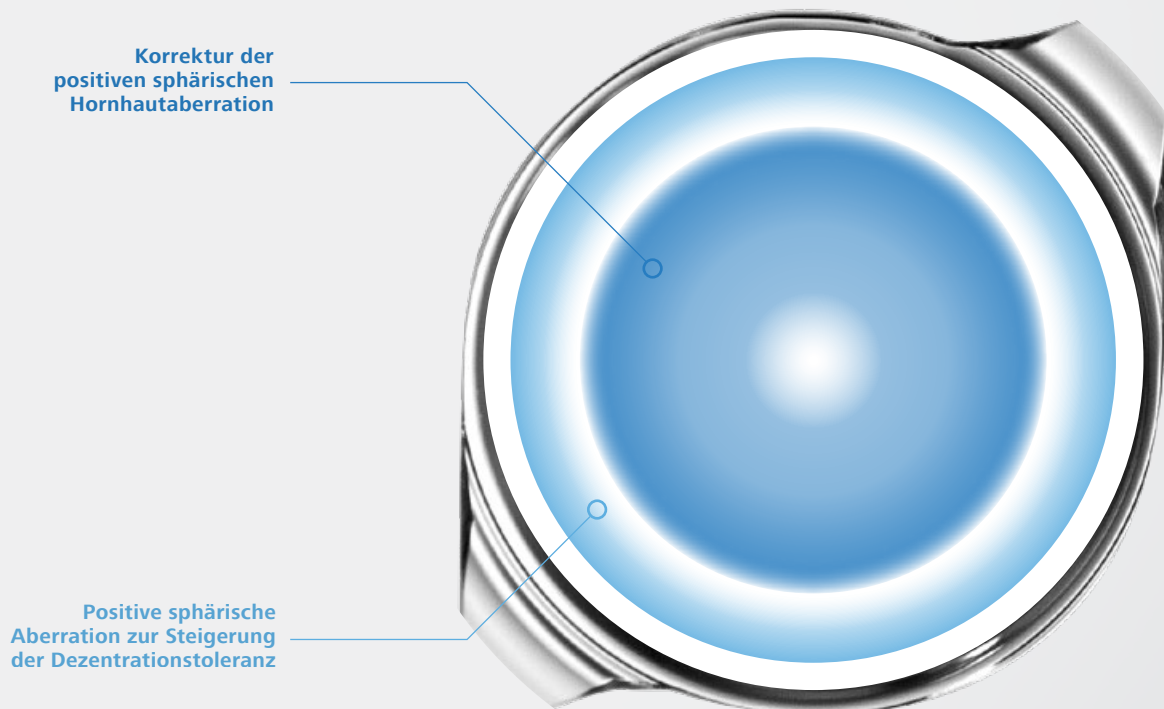 Korrektur der
positiven sphärischen
Hornhautaberration
Positive sphärische
Aberration zur Steigerung
der Dezentrationstoleranz